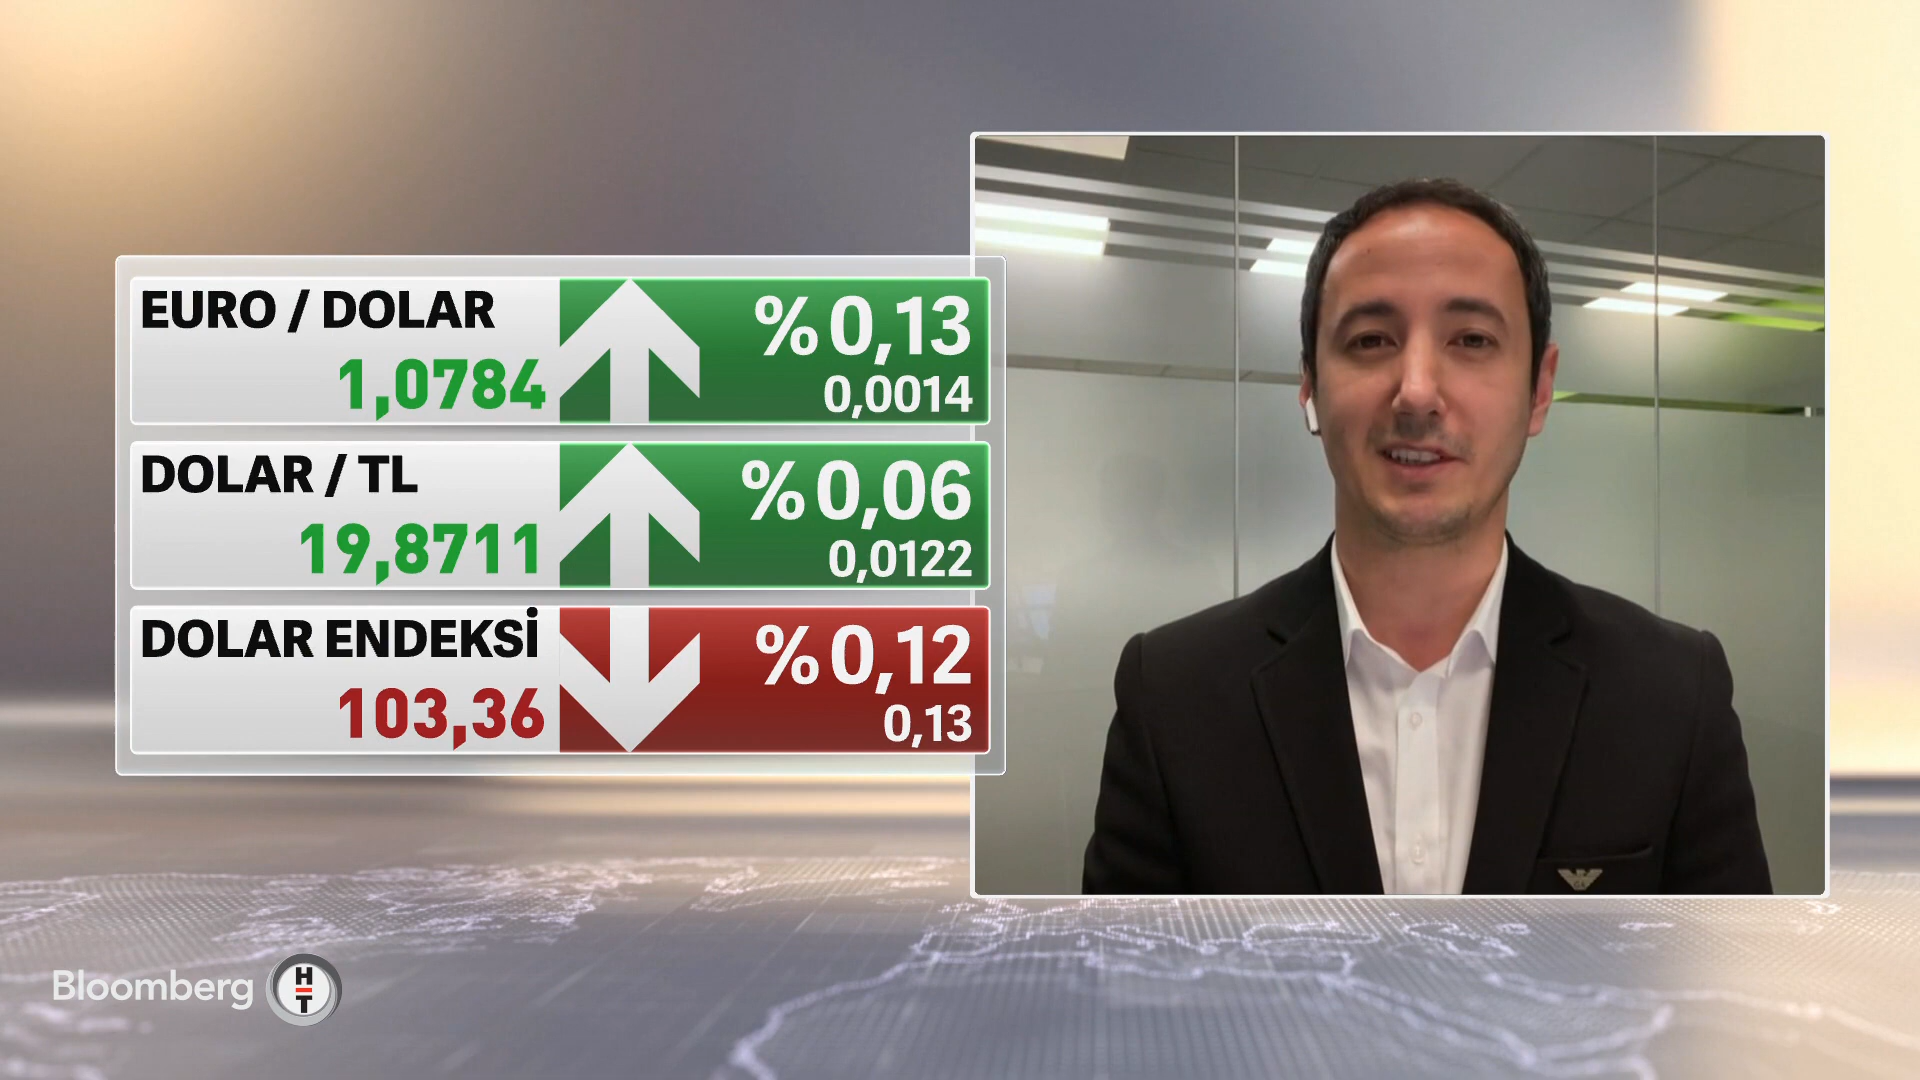 EURO / DOLAR
1,0784
%0,13
0,0014
DOLAR / TL
19,8711
%0,06
0,0122
DOLAR ENDEKSİ
103,36
%0,12
0,13
Bloomberg HT